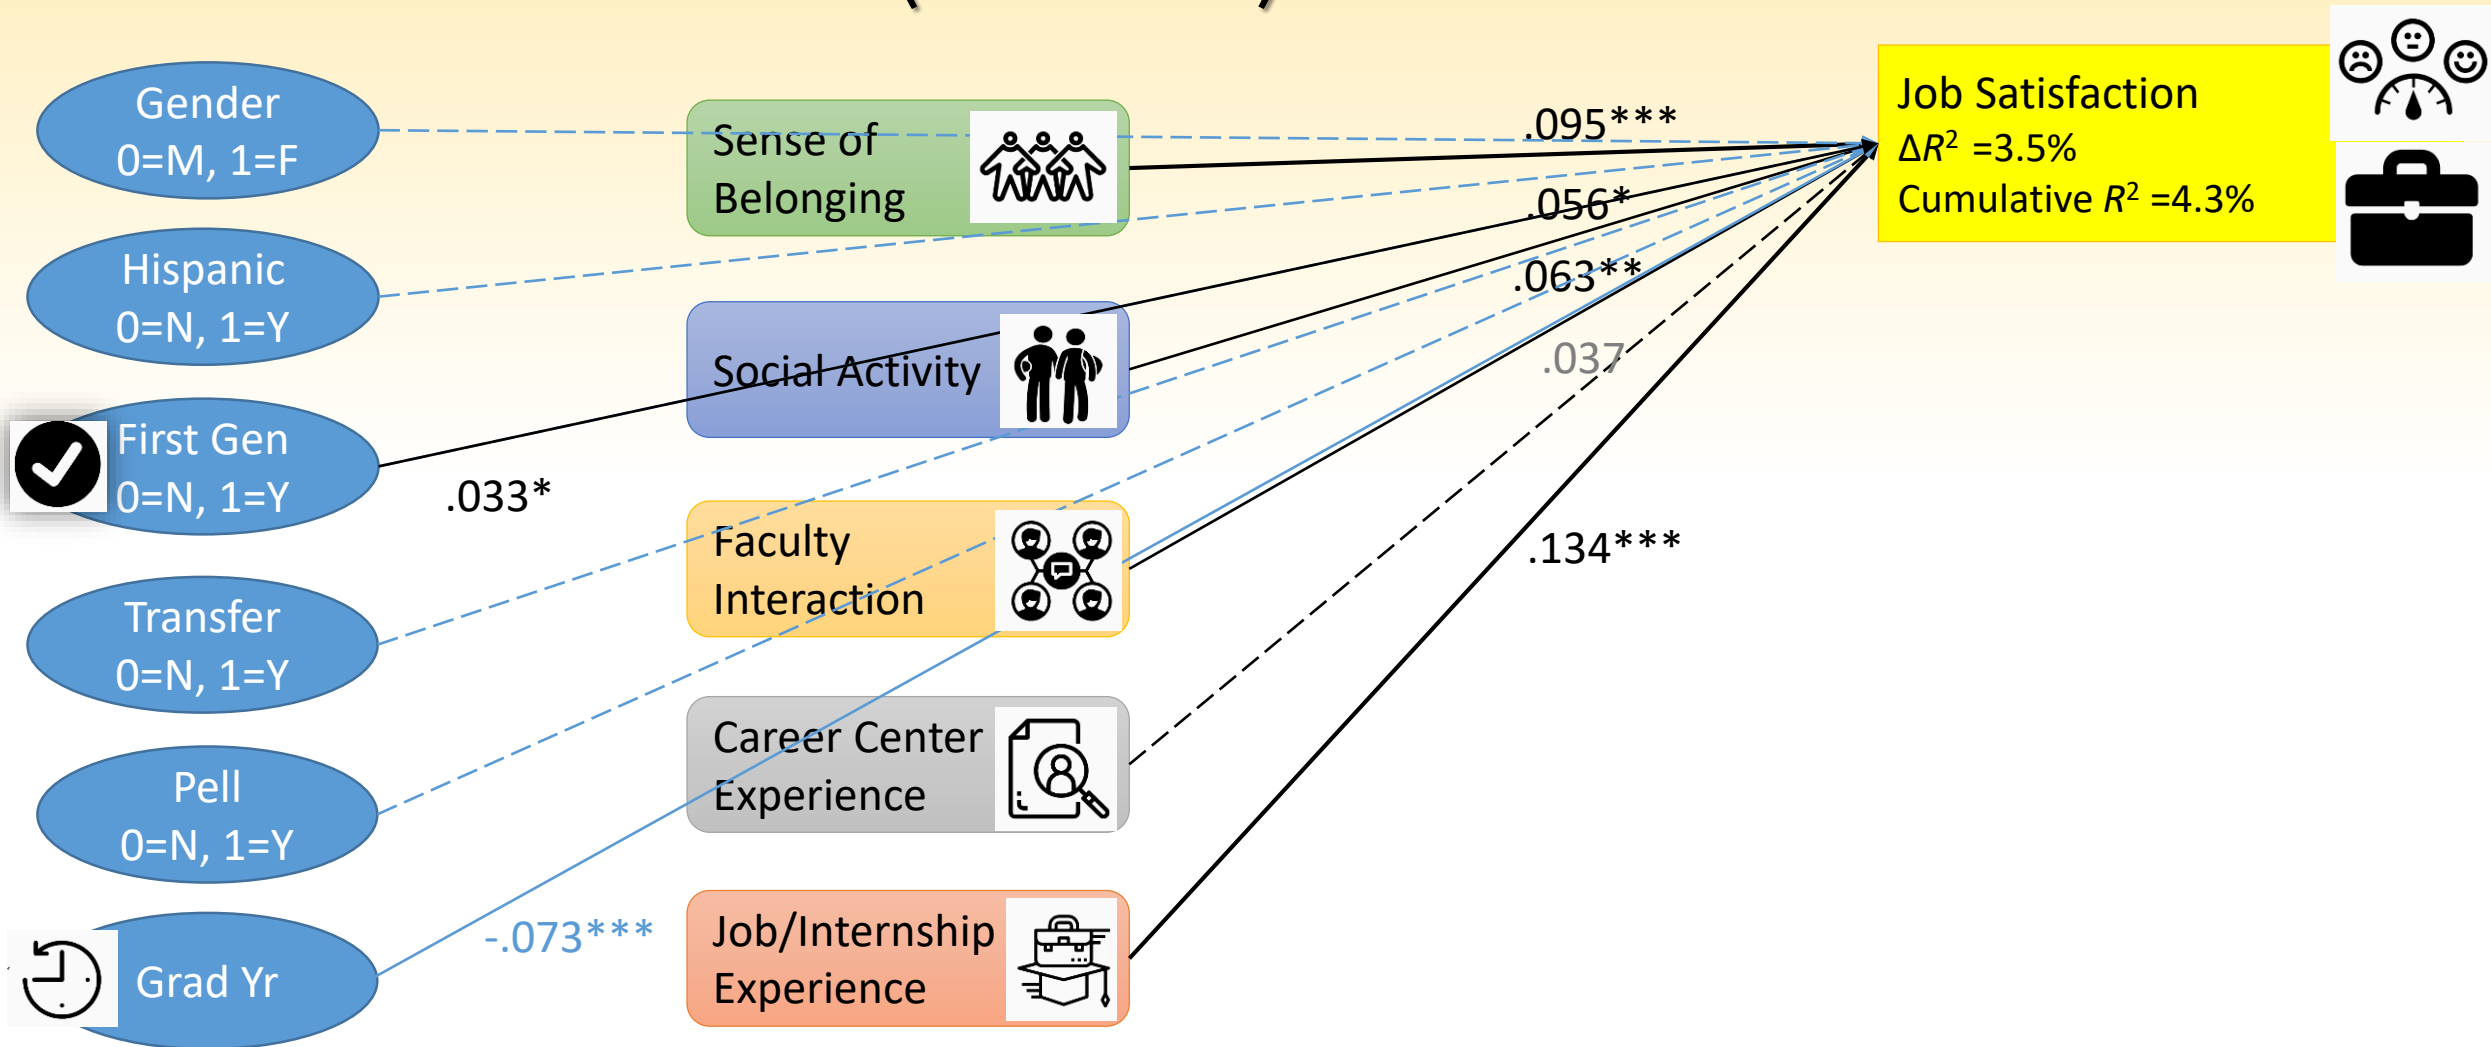 Gender
0=M, 1=F
Hispanic
0=N, 1=Y
First Gen
0=N, 1=Y
.033*
Transfer
0=N, 1=Y
Pell
0=N, 1=Y
Grad Yr
-.073***
Sense of
Belonging
Social Activity
Faculty
Interaction
Career Center
Experience
Job/Internship
Experience
.095***
.056*
.063**
.037
.134***
Job Satisfaction
ΔR² =3.5%
Cumulative R² =4.3%